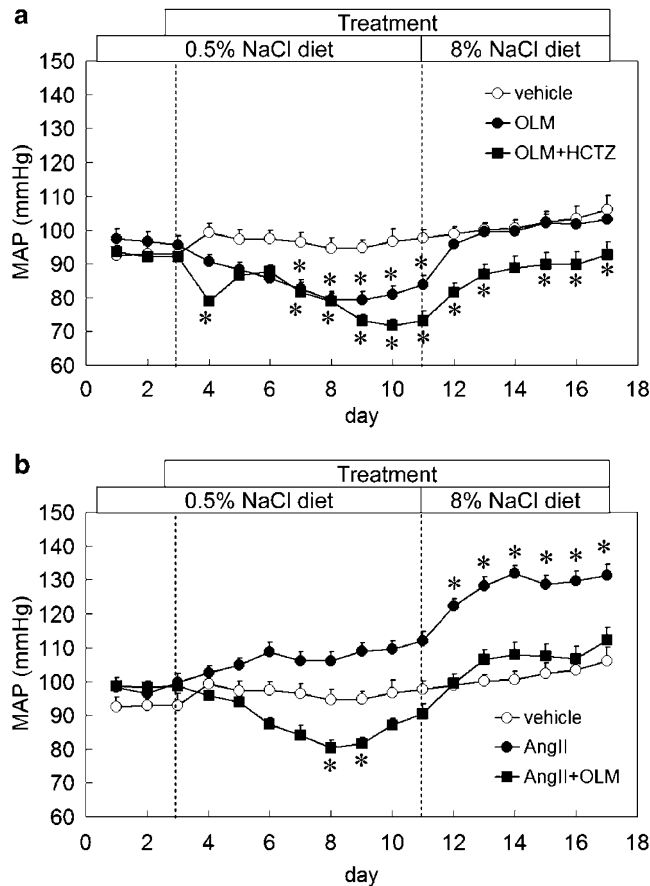 a
Treatment
0.5% NaCl diet 8% NaCl diet
150
140
130
120
110
100
90
80
70
60
MAP (mmHg)
vehicle
OLM
OLM+HCTZ
* * * * *
* * * * * * * * * * *
0 2 4 6 8 10 12 14 16 18
day
b
Treatment
0.5% NaCl diet 8% NaCl diet
150
140
130
120
110
100
90
80
70
60
MAP (mmHg)
* * * * * *
vehicle
AngII
AngII+OLM
* *
0 2 4 6 8 10 12 14 16 18
day